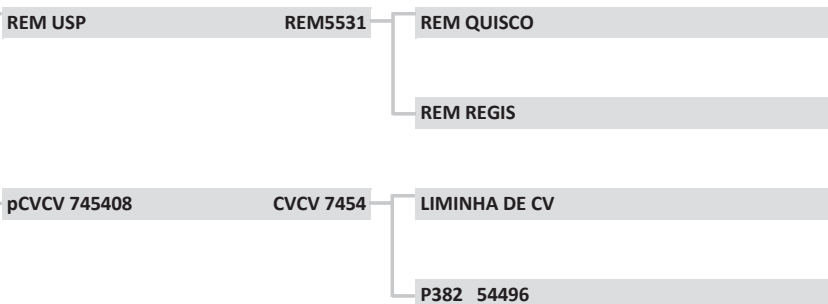 REM USP REM5531 REM QUISCO
REM REGIS
pCVCV 745408 CVCV 7454 LIMINHA DE CV
P382 54496